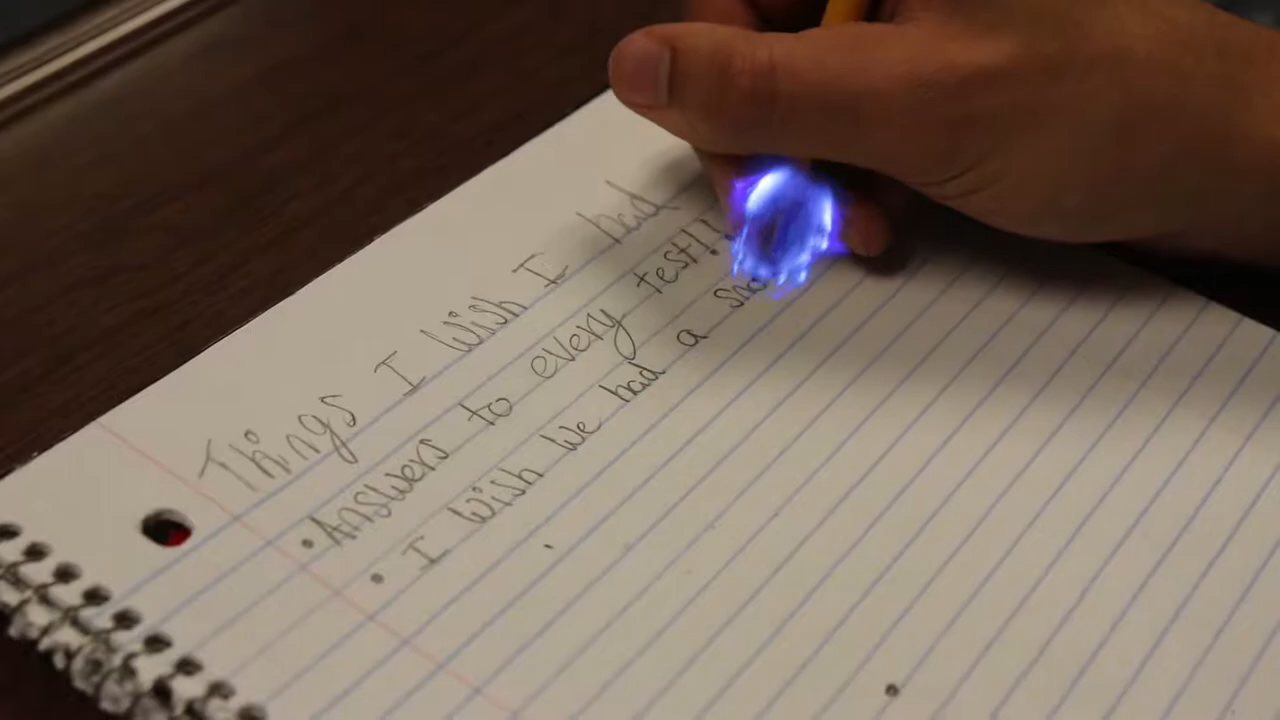 Things I Wish I had
• Answers to every test!!
• I Wish We had a